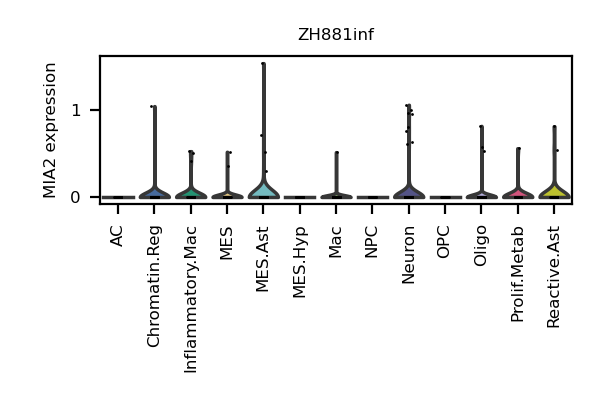 ZH881inf
MIA2 expression
1
0
AC
Chromatin.Reg
Inflammatory.Mac
MES
MES.Ast
MES.Hyp
Mac
NPC
Neuron
OPC
Oligo
Prolif.Metab
Reactive.Ast